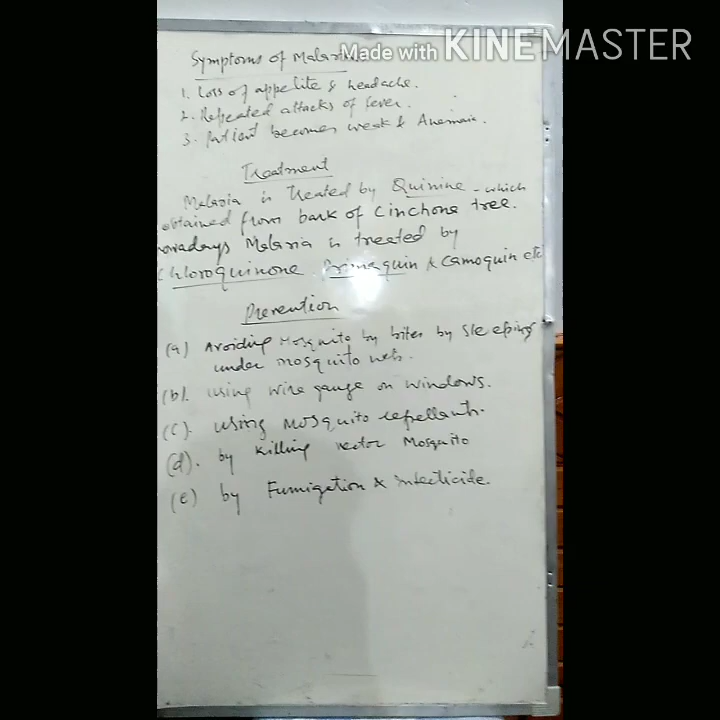 Symptoms of Malaria
Made with KINEMASTER
1. Loss of appetite & headache.
2. Repeated attacks of fever.
3. Patient becomes weak & Anemair.
Treatment
Malaria is treated by Quinine - which
obtained from bark of Cinchona tree.
nowadays Malaria is treated by
Chloroquinone, Primaquin & Camoquin etc
Prevention
(a) Avoiding Mosquito by bites by sleeping
under mosquito nets.
(b). using wire gauge on windows.
(c). using Mosquito repellants.
(d). by Killing vector Mosquito
(e) by Fumigation & insecticide.